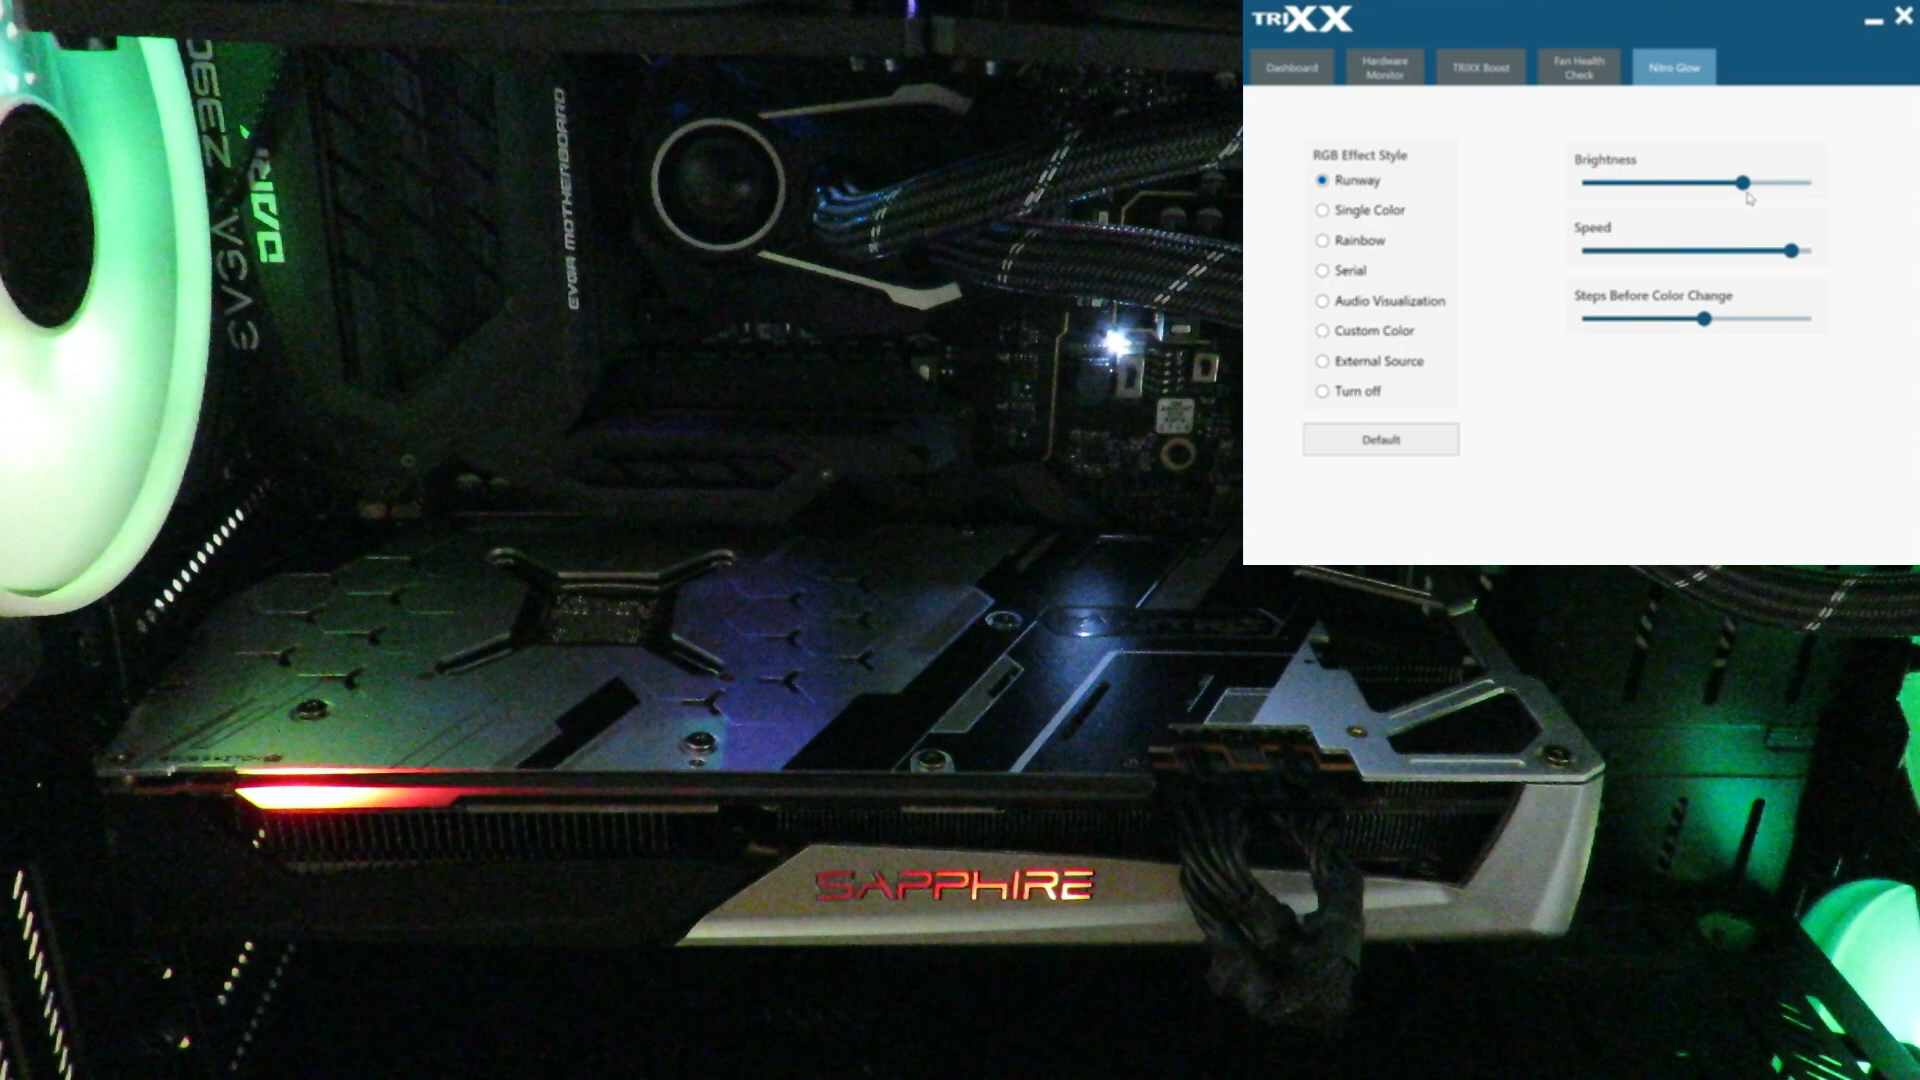 TRIXX
Dashboard
Hardware
Monitor
TRIXX Boost
Fan Health
Check
Nitro Glow
RGB Effect Style
Runway
Single Color
Rainbow
Serial
Audio Visualization
Custom Color
External Source
Turn off
Default
Brightness
Speed
Steps Before Color Change
EVGA Z390
DARK
EVGA MOTHERBOARD
NITRO+
SAPPHIRE